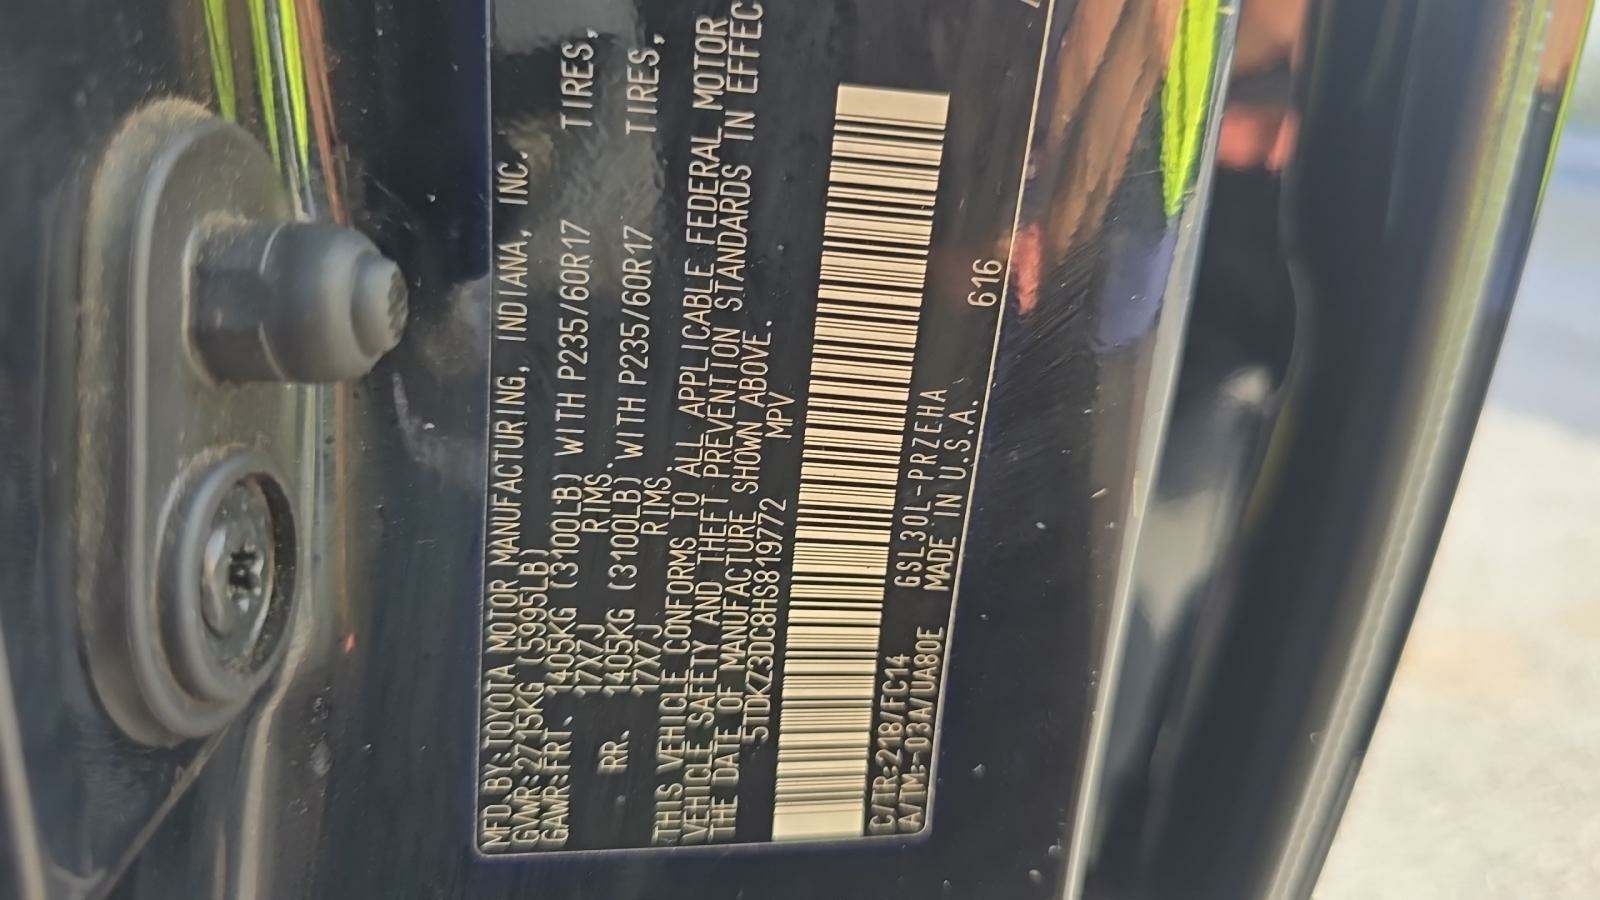 MFD.BY:TOYOTA MOTOR MANUFACTURING, INDIANA, INC.
GVWR:2715KG (5995LB)
GAWR:FRT. 1405KG (3100LB) WITH P235/60R17 TIRES,
17X7J RIMS.
RR. 1405KG (3100LB) WITH P235/60R17 TIRES,
17X7J RIMS.
THIS VEHICLE CONFORMS TO ALL APPLICABLE FEDERAL MOTOR
VEHICLE SAFETY AND THEFT PREVENTION STANDARDS IN EFFEC
THE DATE OF MANUFACTURE SHOWN ABOVE.
5TDKZ3DC8HS819772 MPV
C/TR:218/FC14 GSL30L-PRZEHA
A/TM:-03A/UA80E MADE IN U.S.A. 616